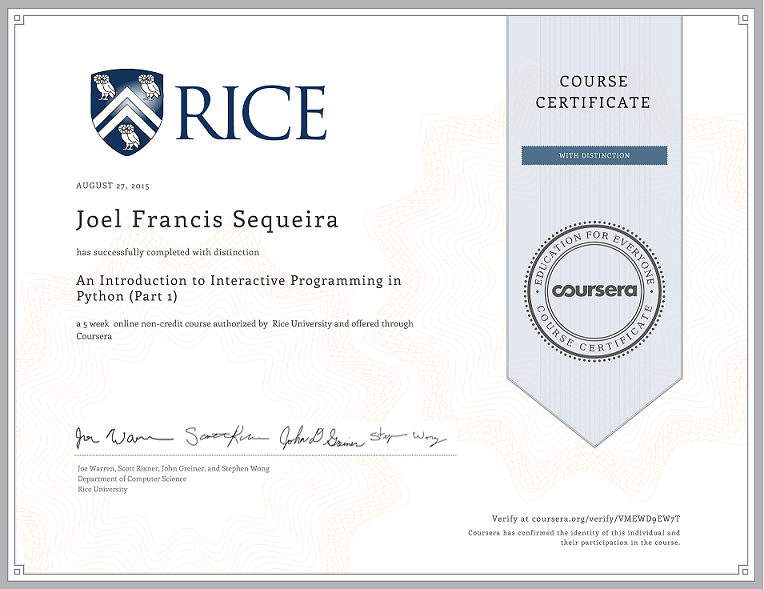 RICE
COURSE
CERTIFICATE
WITH DISTINCTION
AUGUST 27, 2015
Joel Francis Sequeira
has successfully completed with distinction
An Introduction to Interactive Programming in
Python (Part 1)
a 5 week online non-credit course authorized by Rice University and offered through
Coursera
EDUCATION FOR EVERYONE
coursera
COURSE CERTIFICATE
Joe Warren
Scott Rixner
John D Greiner
Stephen Wong
Joe Warren, Scott Rixner, John Greiner, and Stephen Wong
Department of Computer Science
Rice University
Verify at coursera.org/verify/VMEWD9EW7T
Coursera has confirmed the identity of this individual and
their participation in the course.